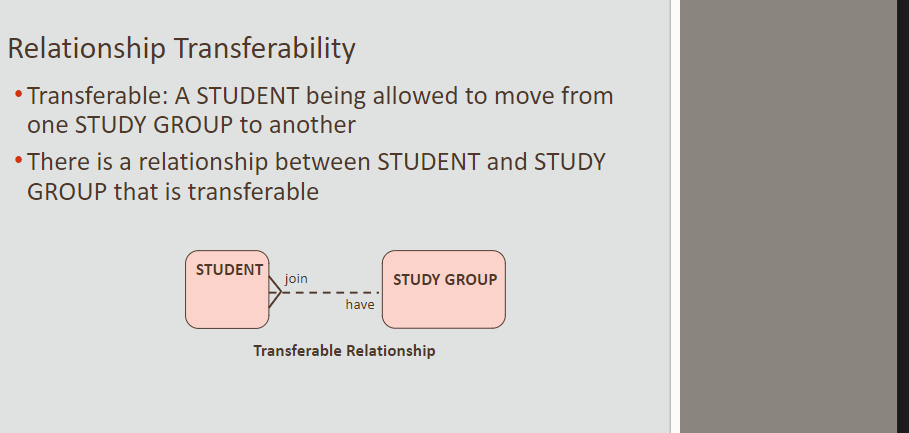 Relationship Transferability
•Transferable: A STUDENT being allowed to move from
one STUDY GROUP to another
•There is a relationship between STUDENT and STUDY
GROUP that is transferable
STUDENT
join
have
STUDY GROUP
Transferable Relationship